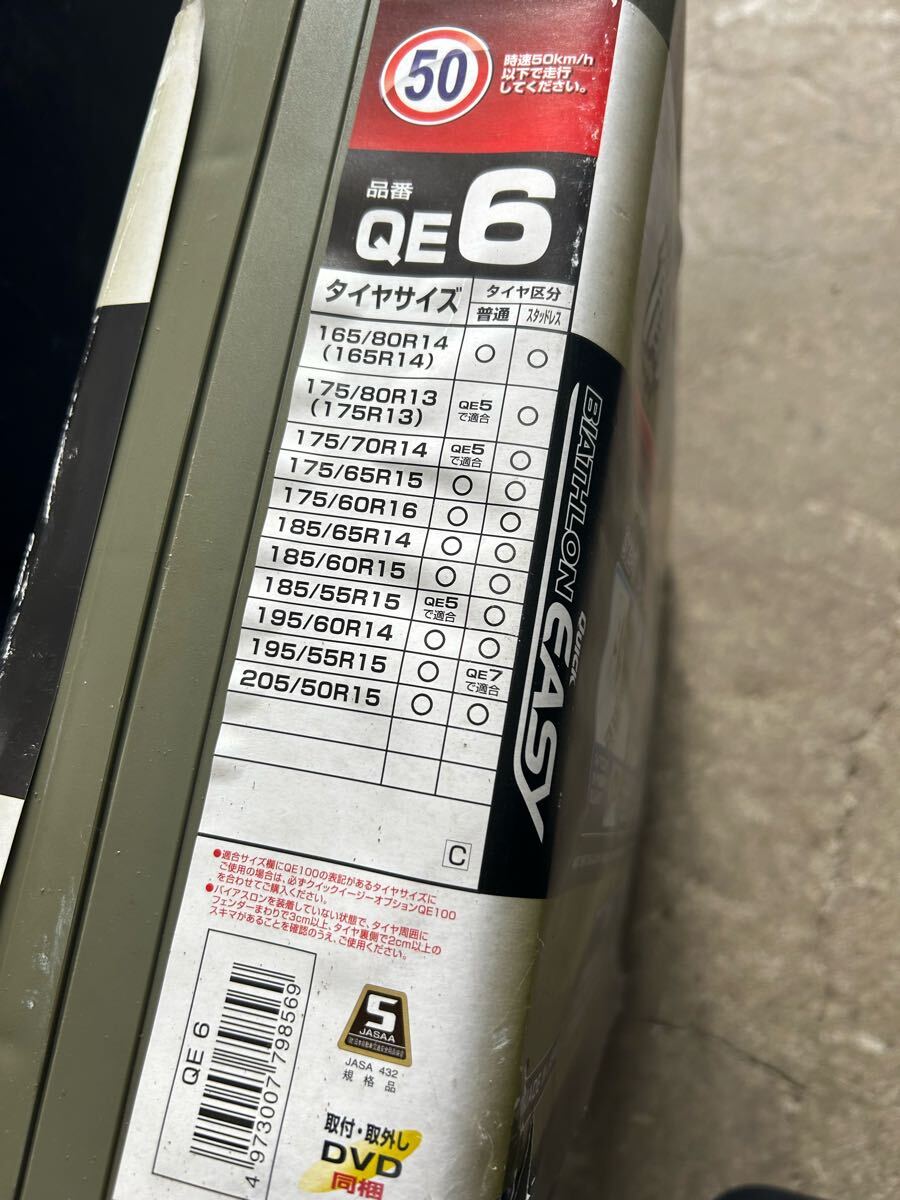 50
時速50km/h
以下で走行
してください。
品番
QE6
タイヤサイズ
タイヤ区分
普通
スタッドレス
165/80R14
(165R14)
○ ○
175/80R13
(175R13)
QE5
で適合
○
175/70R14
QE5
で適合
○
175/65R15 ○ ○
175/60R16 ○ ○
185/65R14 ○ ○
185/60R15 ○ ○
185/55R15
QE5
で適合
○
195/60R14 ○ ○
195/55R15 ○
QE7
で適合
205/50R15 ○ ○
C
BIATHLON
QUICK
EASY
●適合サイズ欄にQE100の表記があるタイヤサイズに
ご使用の場合は、必ずクイックイージーオプションQE100
を合わせてご購入ください。
●バイアスロンを装着していない状態で、タイヤ周囲に
フェンダーまわりで3cm以上、タイヤ裏側で2cm以上の
スキマがあることを確認のうえ、ご使用ください。
QE 6
4973007798569
S
JASAA
JASA 432
規格品
取付・取外し
DVD
同梱